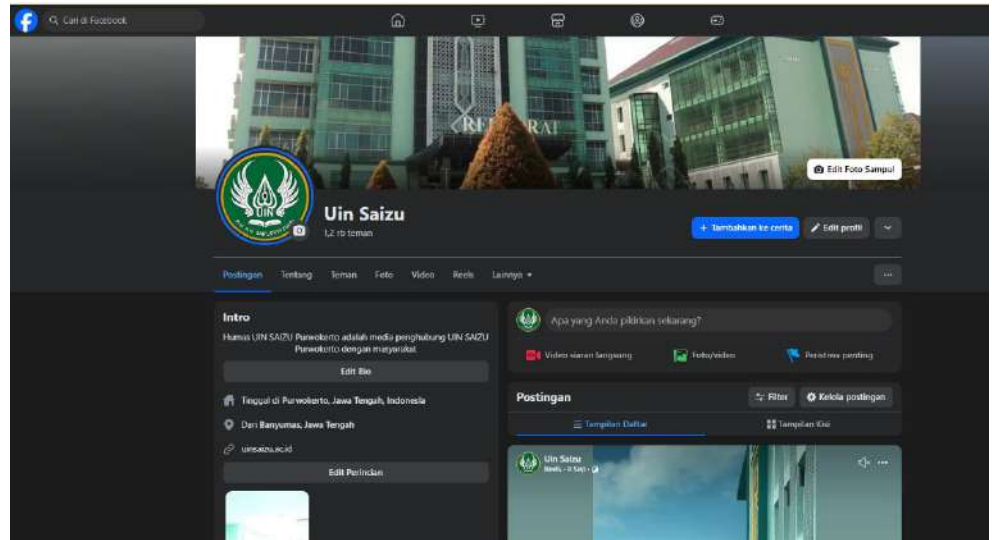 Cari di Facebook
REKTORAT
Edit Foto Sampul
UIN
Uin Saizu
1,2 rb teman
+ Tambahkan ke cerita
Edit profil
Postingan Tentang Teman Foto Video Reels Lainnya
Intro
Humas UIN SAIZU Purwokerto adalah media penghubung UIN SAIZU
Purwokerto dengan masyarakat
Edit Bio
Tinggal di Purwokerto, Jawa Tengah, Indonesia
Dari Banyumas, Jawa Tengah
uinsaizu.ac.id
Edit Perincian
Apa yang Anda pikirkan sekarang?
Video siaran langsung
Foto/video
Peristiwa penting
Postingan
Filter
Kelola postingan
Tampilan Daftar
Tampilan Kisi
Uin Saizu
Reels